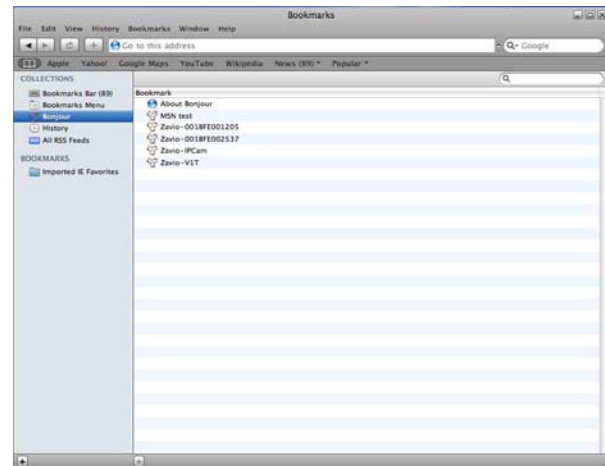 Bookmarks
File Edit View History Bookmarks Window Help
Go to this address
Google
Apple Yahoo! Google Maps YouTube Wikipedia News (89) Popular
COLLECTIONS
Bookmarks Bar (89)
Bookmarks Menu
Bonjour
History
All RSS Feeds
BOOKMARKS
Imported IE Favorites
Bookmark
About Bonjour
MSN test
Zavio-0018FE001205
Zavio-0018FE002537
Zavio-IPCam
Zavio-V1T